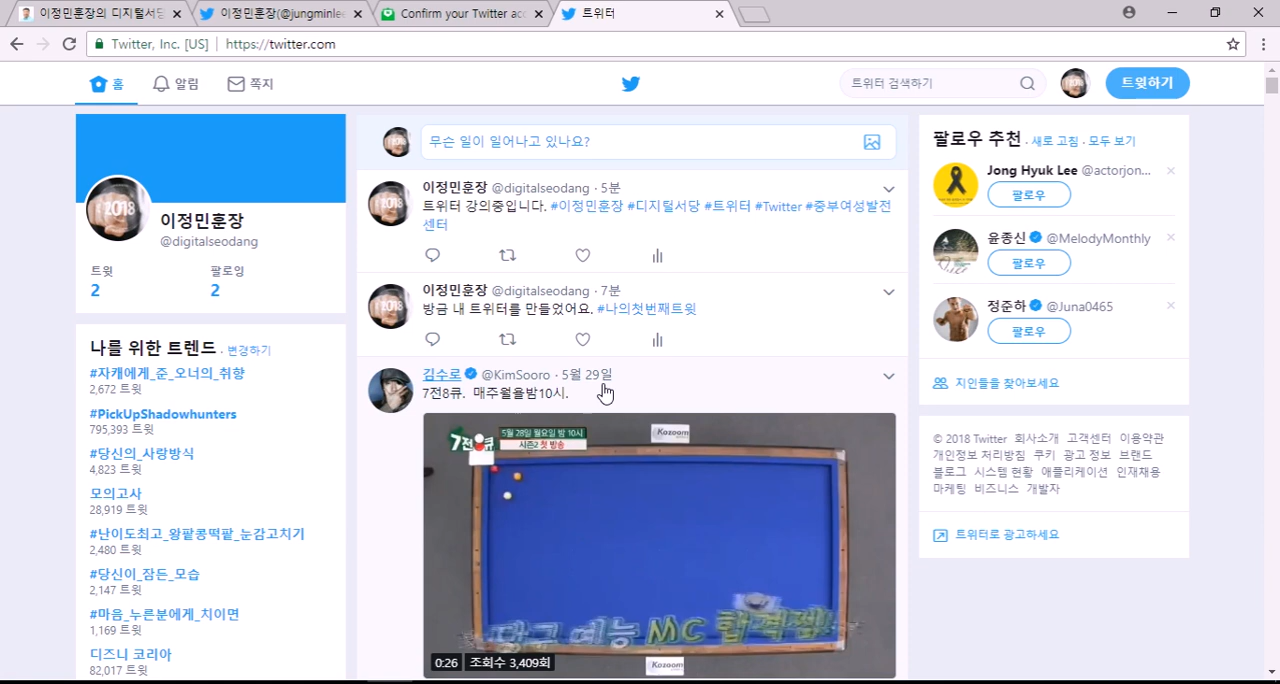 이정민훈장의 디지털서당
이정민훈장(@jungminlee
Confirm your Twitter acc
트위터
Twitter, Inc. [US]
https://twitter.com
홈
알림
쪽지
트위터 검색하기
트윗하기
2018
이정민훈장
@digitalseodang
트윗 팔로잉
2 2
나를 위한 트렌드 · 변경하기
#자캐에게_준_오너의_취향
2,672 트윗
#PickUpShadowhunters
795,393 트윗
#당신의_사랑방식
4,823 트윗
모의고사
28,919 트윗
#난이도최고_왕팥콩떡팥_눈감고치기
2,480 트윗
#당신이_잠든_모습
2,147 트윗
#마음_누른분에게_치이면
1,169 트윗
디즈니 코리아
82,017 트윗
무슨 일이 일어나고 있나요?
이정민훈장 @digitalseodang · 5분
트위터 강의중입니다. #이정민훈장 #디지털서당 #트위터 #Twitter #중부여성발전
센터
이정민훈장 @digitalseodang · 7분
방금 내 트위터를 만들었어요. #나의첫번째트윗
김수로 @KimSooro · 5월 29일
7전8큐. 매주월욜밤10시.
7전큐
5월 28일 월요일 밤 10시
시즌2 첫 방송
Kozoom
당구 예능 MC 합격점!
0:26 조회수 3,409회
Kozoom
팔로우 추천 · 새로 고침 · 모두 보기
Jong Hyuk Lee @actorjon...
팔로우
윤종신 @MelodyMonthly
팔로우
정준하 @Juna0465
팔로우
지인들을 찾아보세요
© 2018 Twitter 회사소개 고객센터 이용약관
개인정보 처리방침 쿠키 광고 정보 브랜드
블로그 시스템 현황 애플리케이션 인재채용
마케팅 비즈니스 개발자
트위터로 광고하세요